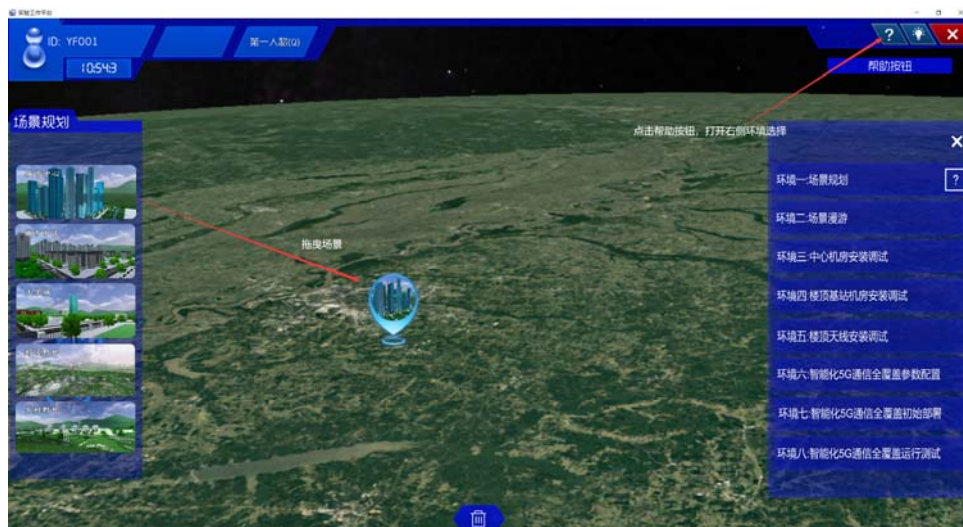 实验工作平台
ID: YF001
第一人称(Q)
10:54:3
?
帮助按钮
场景规划
点击帮助按钮，打开右侧环境选择
拖曳场景
环境一:场景规划
?
环境二:场景漫游
环境三:中心机房安装调试
环境四:楼顶基站机房安装调试
环境五:楼顶天线安装调试
环境六:智能化5G通信全覆盖参数配置
环境七:智能化5G通信全覆盖初始部署
环境八:智能化5G通信全覆盖运行测试